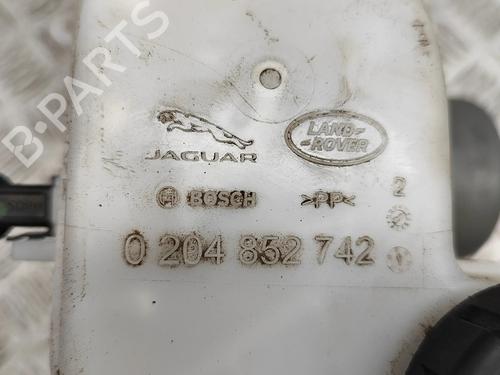 B-PARTS
JAGUAR
LAND-
-ROVER
BOSCH
>PP<
2
0 204 852 742